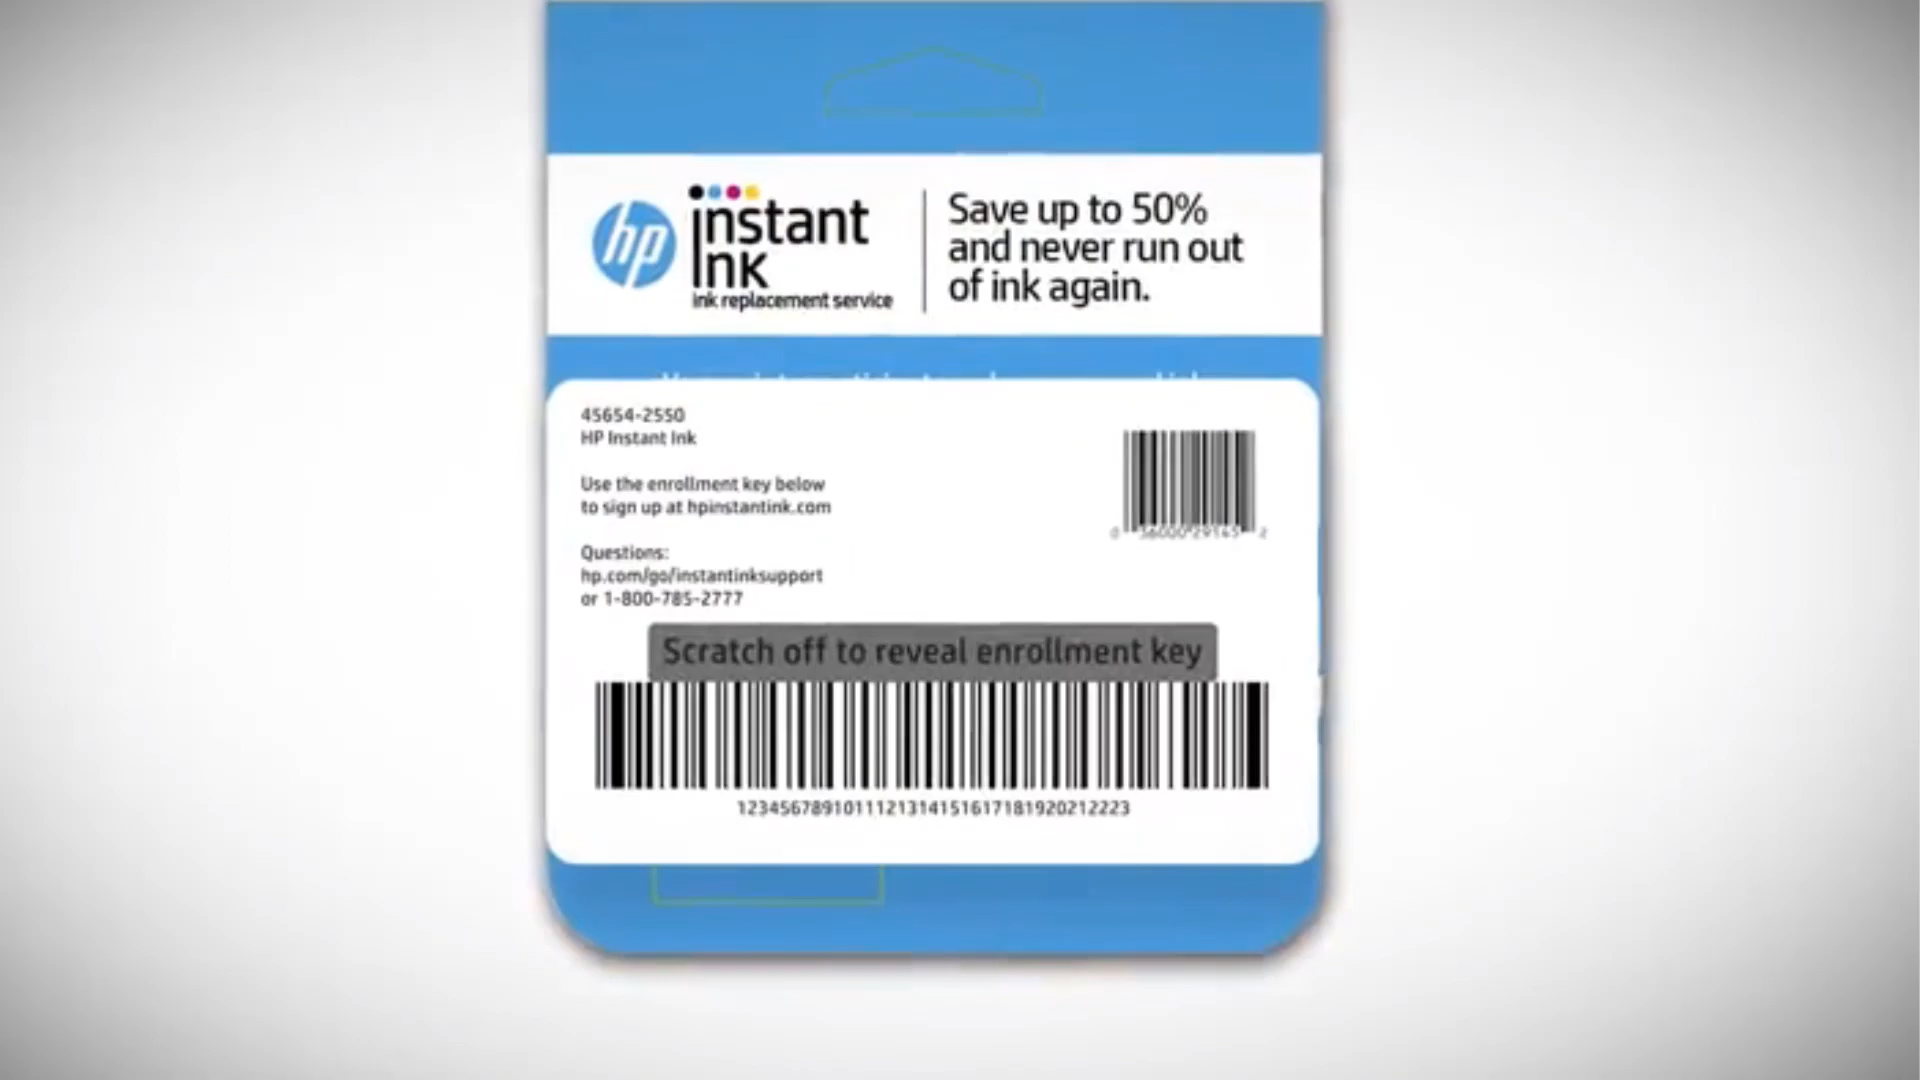 hp
instant
Ink
ink replacement service
Save up to 50%
and never run out
of ink again.
45654-2550
HP Instant Ink
Use the enrollment key below
to sign up at hpinstantink.com
Questions:
hp.com/go/instantinksupport
or 1-800-785-2777
Scratch off to reveal enrollment key
1234567891011121314151617181920212223